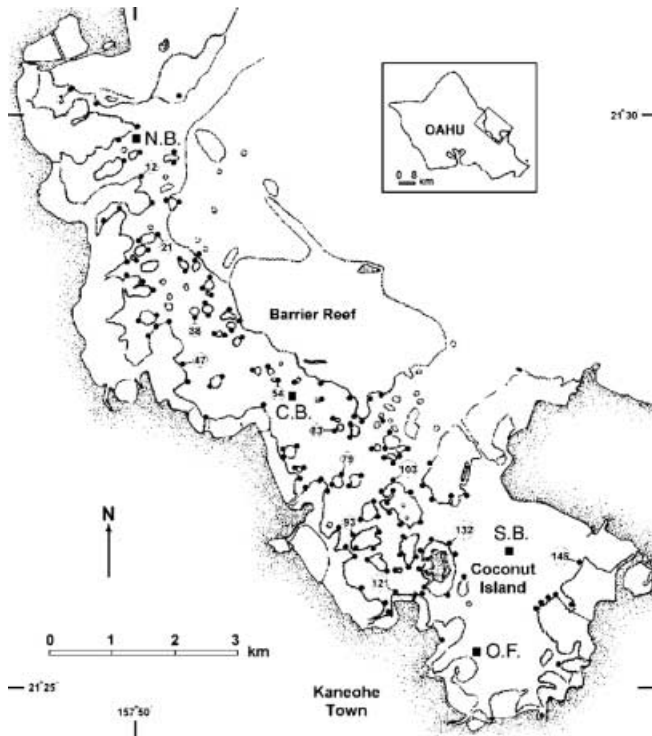 21°30
OAHU
0 8
km
N.B.
12
21
Barrier Reef
38
47
54
C.B.
63
79
103
N
93
132
S.B.
Coconut
Island
146
121
0 1 2 3
km
O.F.
21°25
Kaneohe
Town
157°50